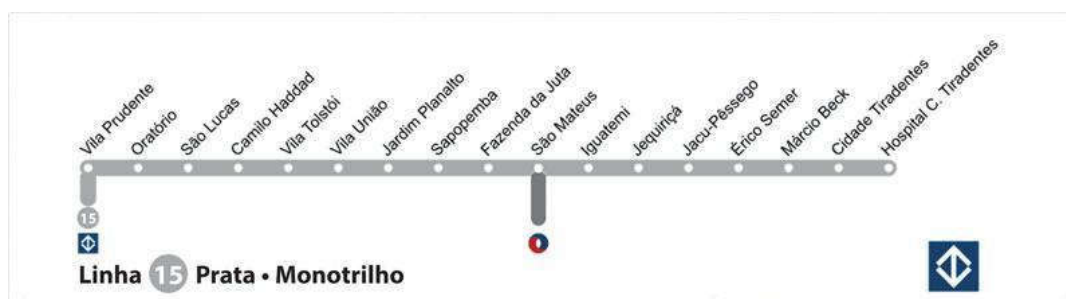 Vila Prudente
Oratório
São Lucas
Camilo Haddad
Vila Tolstói
Vila União
Jardim Planalto
Sapopemba
Fazenda da Juta
São Mateus
Iguatemi
Jequiriçá
Jacu-Pêssego
Érico Semer
Márcio Beck
Cidade Tiradentes
Hospital C. Tiradentes
15
Linha 15 Prata • Monotrilho